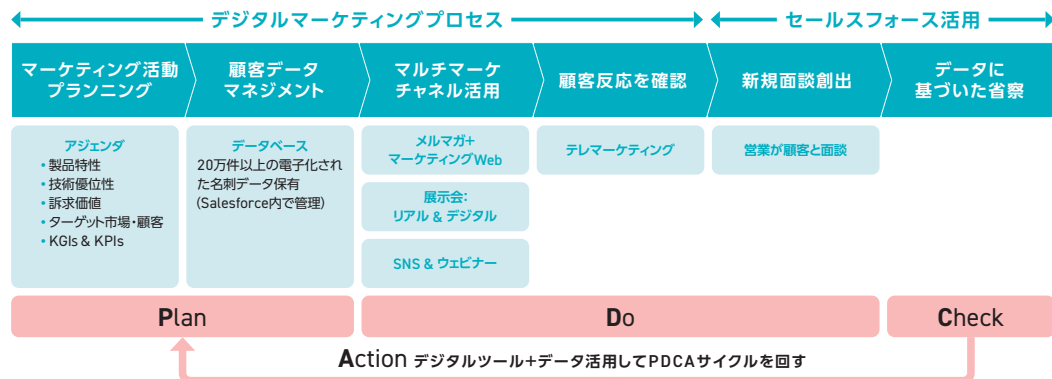 デジタルマーケティングプロセス
セールスフォース活用
マーケティング活動
プランニング
顧客データ
マネジメント
マルチマーケ
チャネル活用
顧客反応を確認
新規面談創出
データに
基づいた省察
アジェンダ
• 製品特性
• 技術優位性
• 訴求価値
• ターゲット市場・顧客
• KGIs & KPIs
データベース
20万件以上の電子化され
た名刺データ保有
(Salesforce内で管理)
メルマガ+
マーケティングWeb
展示会:
リアル & デジタル
SNS & ウェビナー
テレマーケティング
営業が顧客と面談
Plan
Do
Check
Action デジタルツール+データ活用してPDCAサイクルを回す